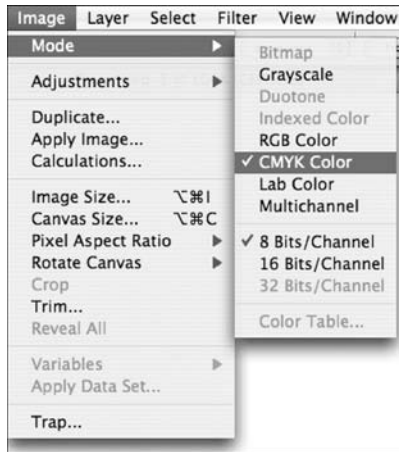 Image Layer Select Filter View Window
Mode
Adjustments
Duplicate...
Apply Image...
Calculations...
Image Size... ⌥⌘I
Canvas Size... ⌥⌘C
Pixel Aspect Ratio
Rotate Canvas
Crop
Trim...
Reveal All
Variables
Apply Data Set...
Trap...
Bitmap
Grayscale
Duotone
Indexed Color
RGB Color
✓ CMYK Color
Lab Color
Multichannel
✓ 8 Bits/Channel
16 Bits/Channel
32 Bits/Channel
Color Table...